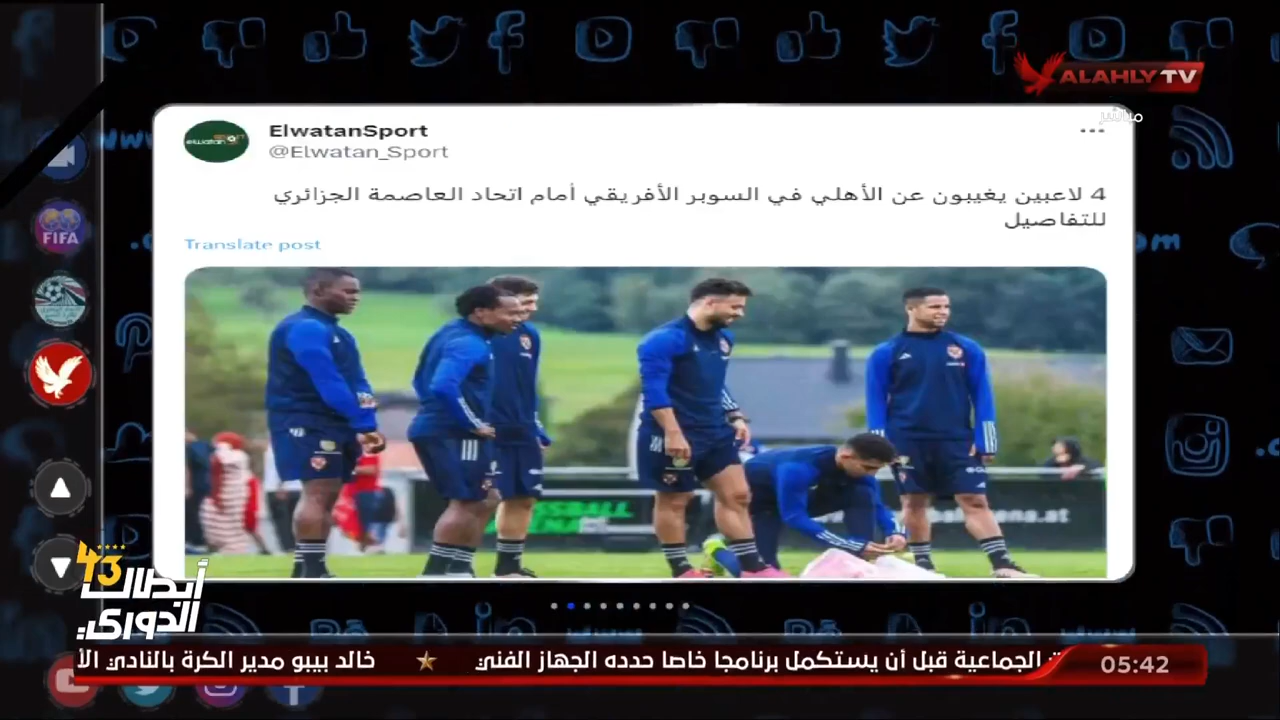 ALAHLY TV
مباشر
ElwatanSport
@Elwatan_Sport
4 لاعبين يغيبون عن الأهلي في السوبر الأفريقي أمام اتحاد العاصمة الجزائري
للتفاصيل
Translate post
FIFA
43
أبطال
الدوري
الجماعية قبل أن يستكمل برنامجا خاصا حدده الجهاز الفني ★ خالد بيبو مدير الكرة بالنادي
05:42